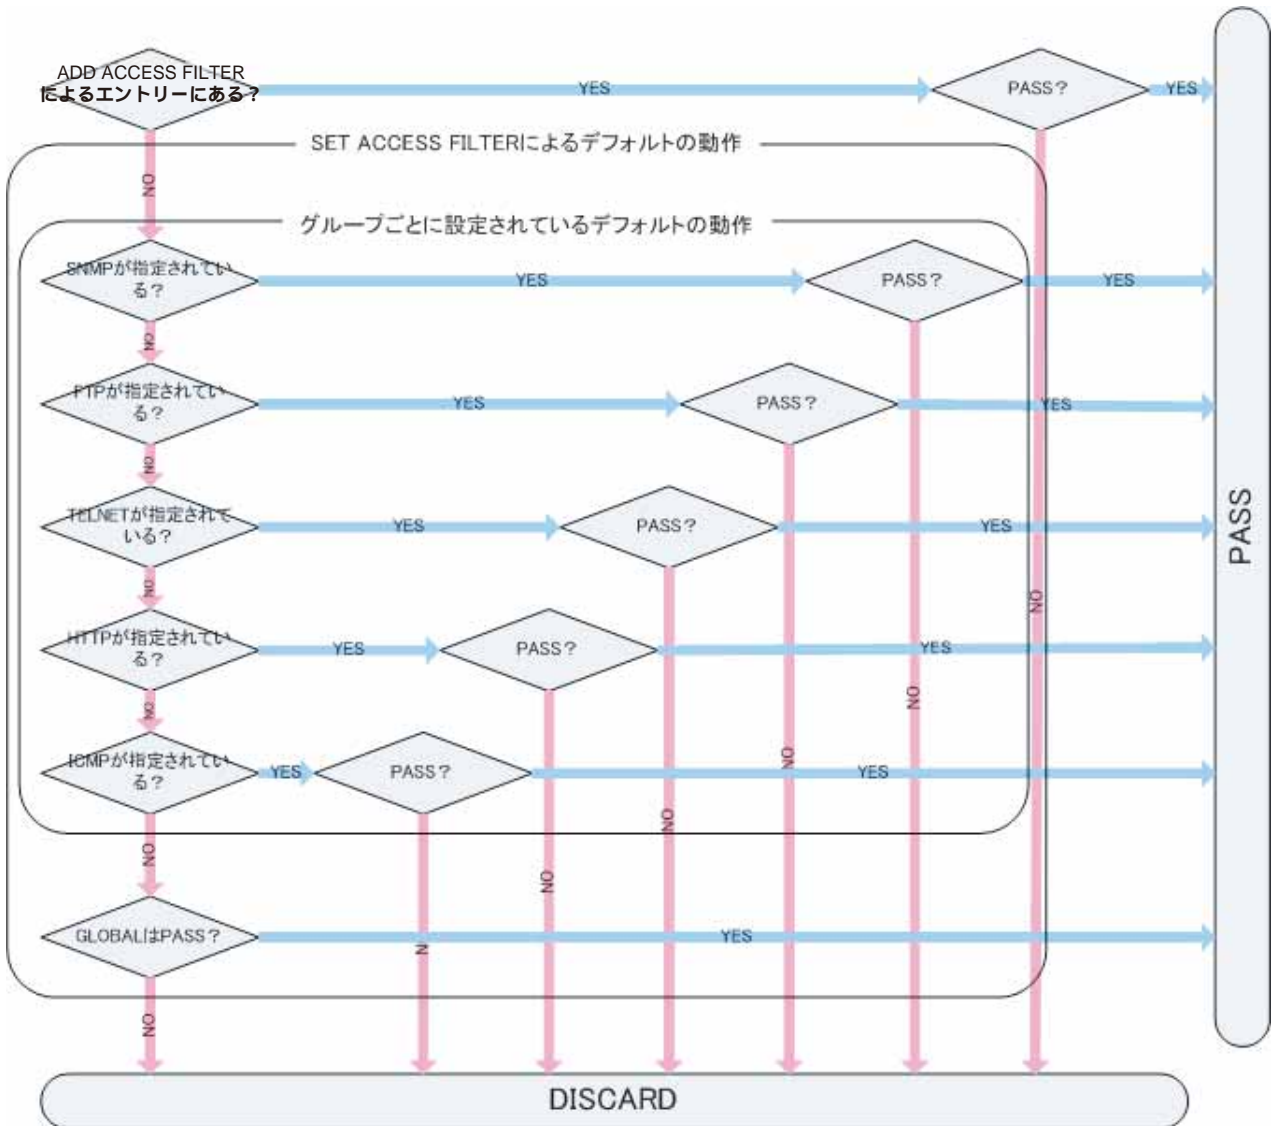 ADD ACCESS FILTER
によるエントリーにある?
YES
PASS?
YES
SET ACCESS FILTERによるデフォルトの動作
NO
グループごとに設定されているデフォルトの動作
SNMPが指定されてい
る?
YES
PASS?
YES
NO
FTPが指定されてい
る?
YES
PASS?
YES
NO
TELNETが指定されて
いる?
YES
PASS?
YES
PASS
NO
NO
HTTPが指定されてい
る?
YES
PASS?
YES
NO
NO
NO
ICMPが指定されてい
る?
YES
PASS?
YES
NO
NO
NO
GLOBALはPASS?
YES
N
NO
DISCARD